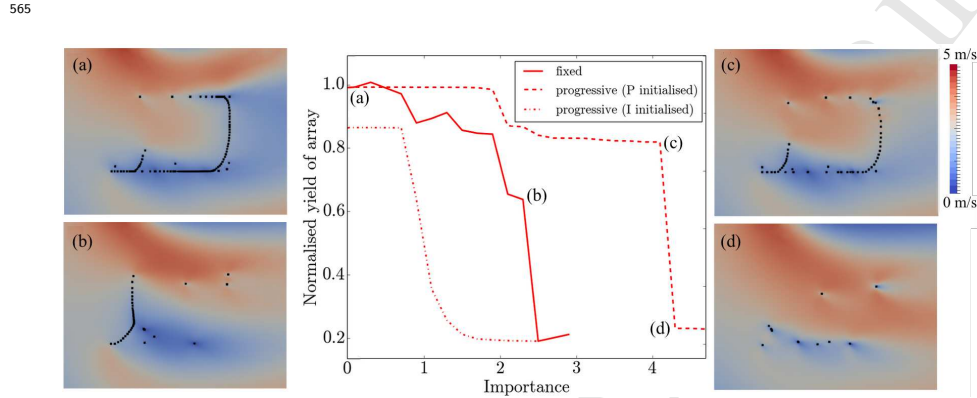 565
(a)
(b)
1.0
0.8
0.6
0.4
0.2
0
1
2
3
4
Normalised yield of array
Importance
fixed
progressive (P initialised)
progressive (I initialised)
(a)
(b)
(c)
(d)
(c)
(d)
5 m/s
0 m/s